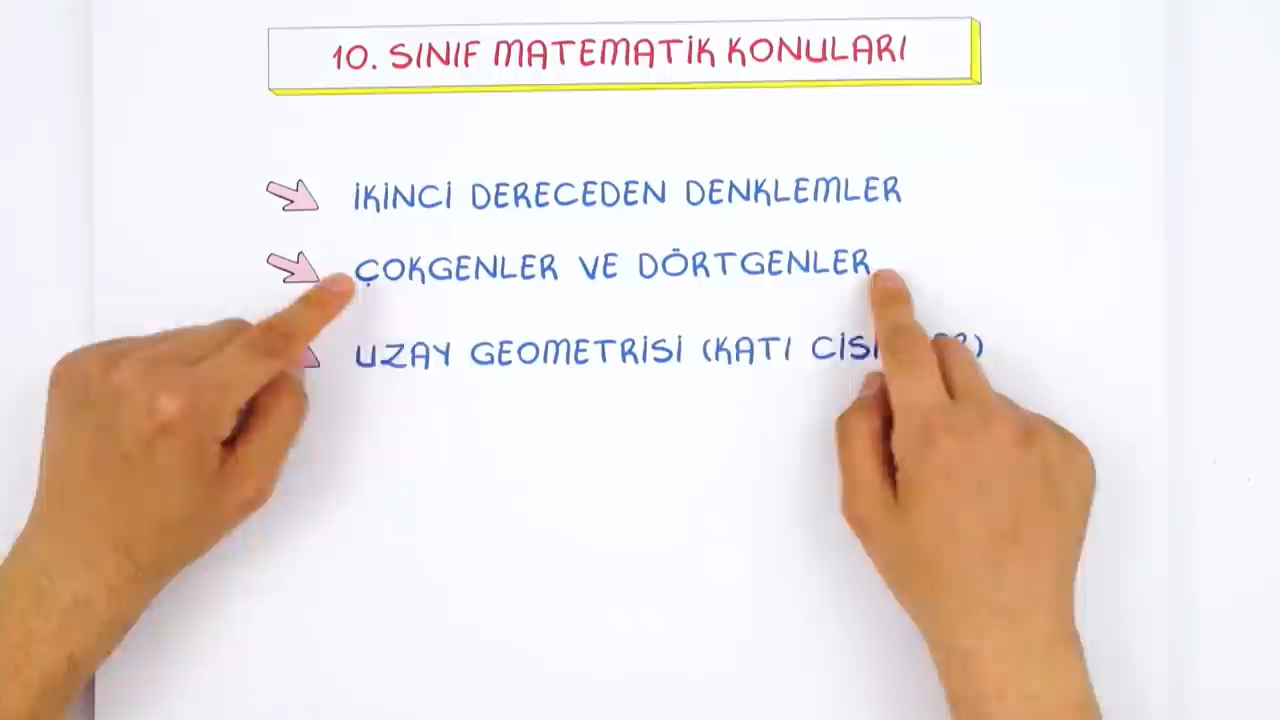 10. SINIF MATEMATİK KONULARI
İKİNCİ DERECEDEN DENKLEMLER
ÇOKGENLER VE DÖRTGENLER
UZAY GEOMETRİSİ (KATI